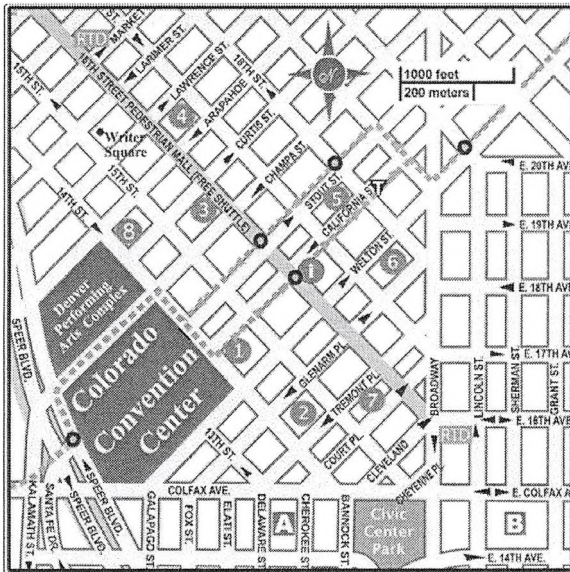 RTD
MARKET ST.
LARIMER ST.
LAWRENCE ST.
ARAPAHOE
18TH ST.
CURTIS ST.
CHAMPA ST.
STOUT ST.
CALIFORNIA ST.
WELTON ST.
GLENARM PL.
TREMONT PL.
COURT PL.
CLEVELAND
CHEYENNE PL.
15TH ST.
16TH STREET PEDESTRIAN MALL (FREE SHUTTLE)
Writer
Square
15TH ST.
14TH ST.
13TH ST.
1000 feet
200 meters
E. 20TH AVE
E. 19TH AVE
E. 18TH AVE
E. 17TH AVE
E. 16TH AVE
E. COLFAX A
E. 14TH AVE.
BROADWAY
LINCOLN ST.
SHERMAN ST.
GRANT ST.
RTD
4
3
8
5
i
6
1
2
7
T
Denver
Performing
Arts Complex
Colorado
Convention
Center
SPEER BLVD.
SPEER BLVD.
SPEER BLVD.
KALAMATH ST.
SANTA FE DR.
COLFAX AVE.
GALAPAGO ST.
FOX ST.
ELATI ST.
DELAWARE ST.
CHEROKEE ST.
BANNOCK ST.
A
Civic
Center
Park
B